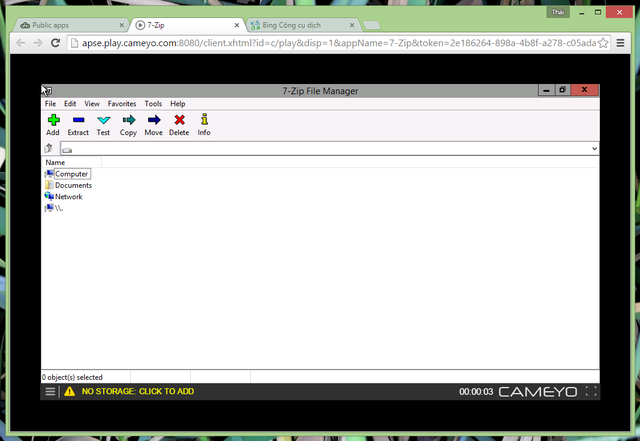 Public apps
7-Zip
Bing Công cu dich
Thái
apse.play.cameyo.com:8080/client.xhtml?id=c/play&disp=1&appName=7-Zip&token=2e186264-898a-4b8f-a278-c05ada
7-Zip File Manager
File Edit View Favorites Tools Help
Add Extract Test Copy Move Delete Info
Name
Computer
Documents
Network
\\.
0 object(s) selected
NO STORAGE: CLICK TO ADD
00:00:03 CAMEYO